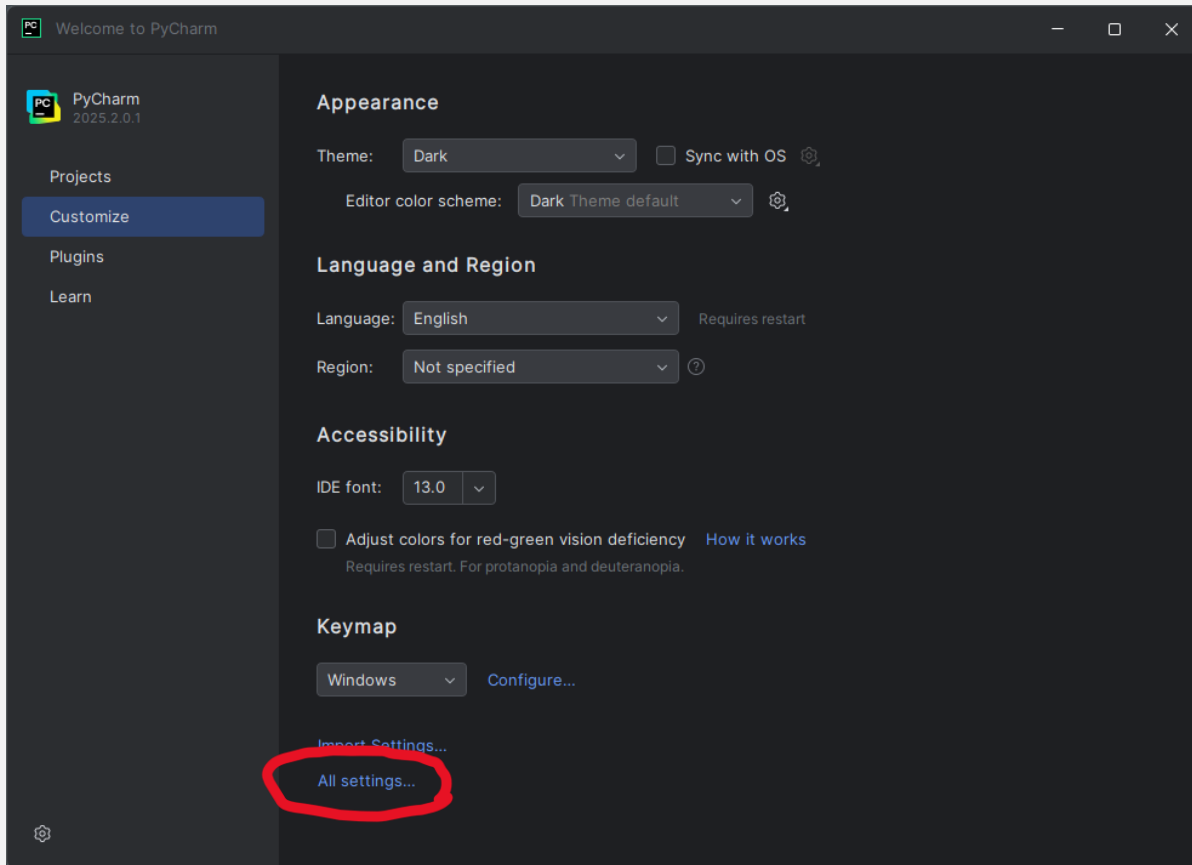 PC Welcome to PyCharm
PC PyCharm
2025.2.0.1
Projects
Customize
Plugins
Learn
Appearance
Theme: Dark Sync with OS
Editor color scheme: Dark Theme default
Language and Region
Language: English Requires restart
Region: Not specified ?
Accessibility
IDE font: 13.0
Adjust colors for red-green vision deficiency How it works
Requires restart. For protanopia and deuteranopia.
Keymap
Windows Configure...
Import Settings...
All settings...